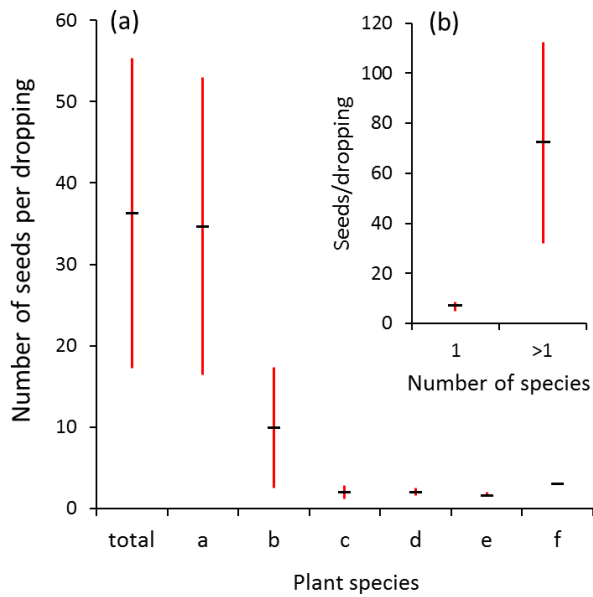 (a)
Number of seeds per dropping
60
50
40
30
20
10
0
total a b c d e f
Plant species
(b)
Seeds/dropping
120
100
80
60
40
20
0
1 >1
Number of species